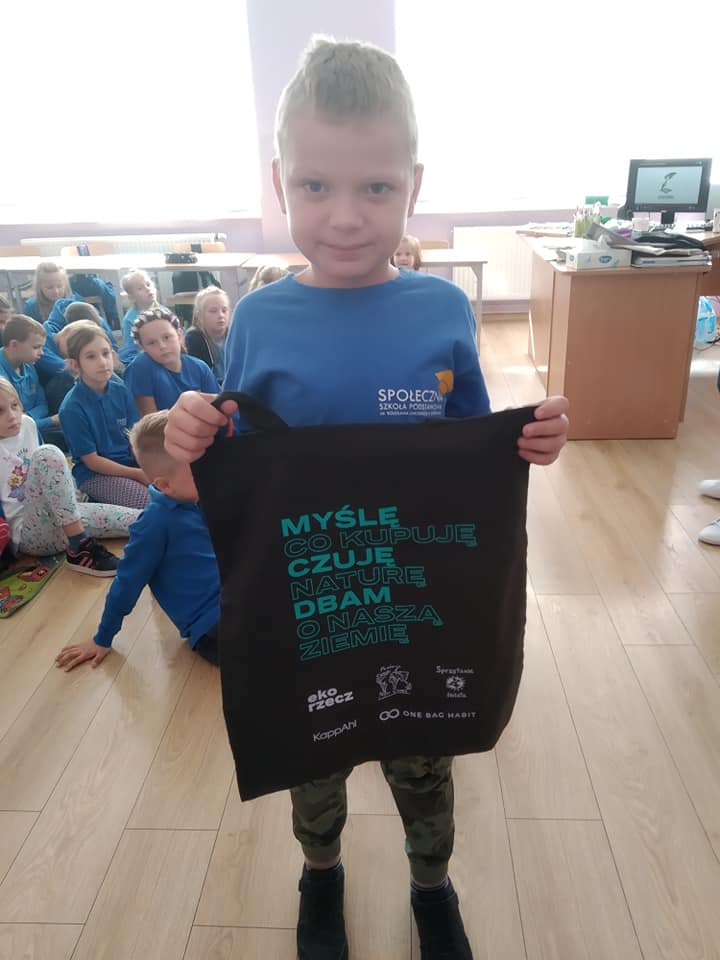 SPOŁECZNA
SZKOŁA PODSTAWOWA
MYŚLĘ
CO KUPUJĘ
CZUJĘ
NATURĘ
DBAM
O NASZĄ
ZIEMIĘ
eko
rzecz
Sprzątanie
świata
KappAhl
ONE BAG HABIT